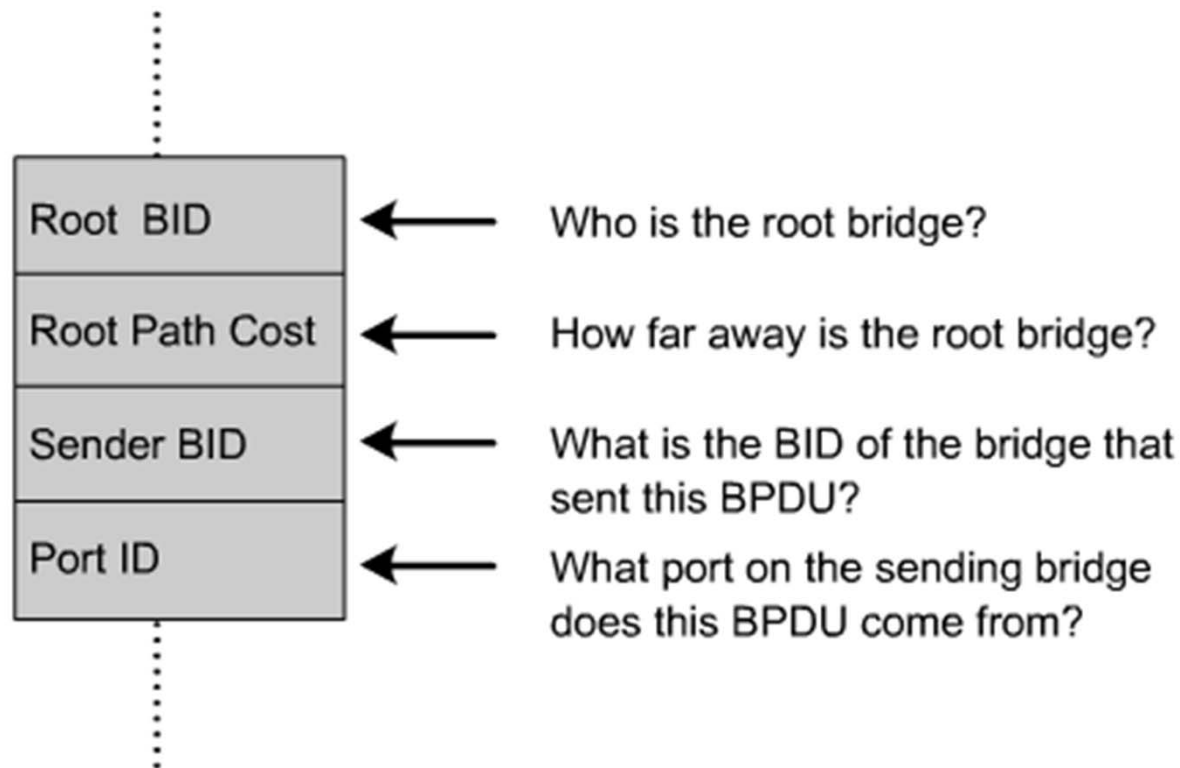 Root BID
Who is the root bridge?
Root Path Cost
How far away is the root bridge?
Sender BID
What is the BID of the bridge that
sent this BPDU?
Port ID
What port on the sending bridge
does this BPDU come from?